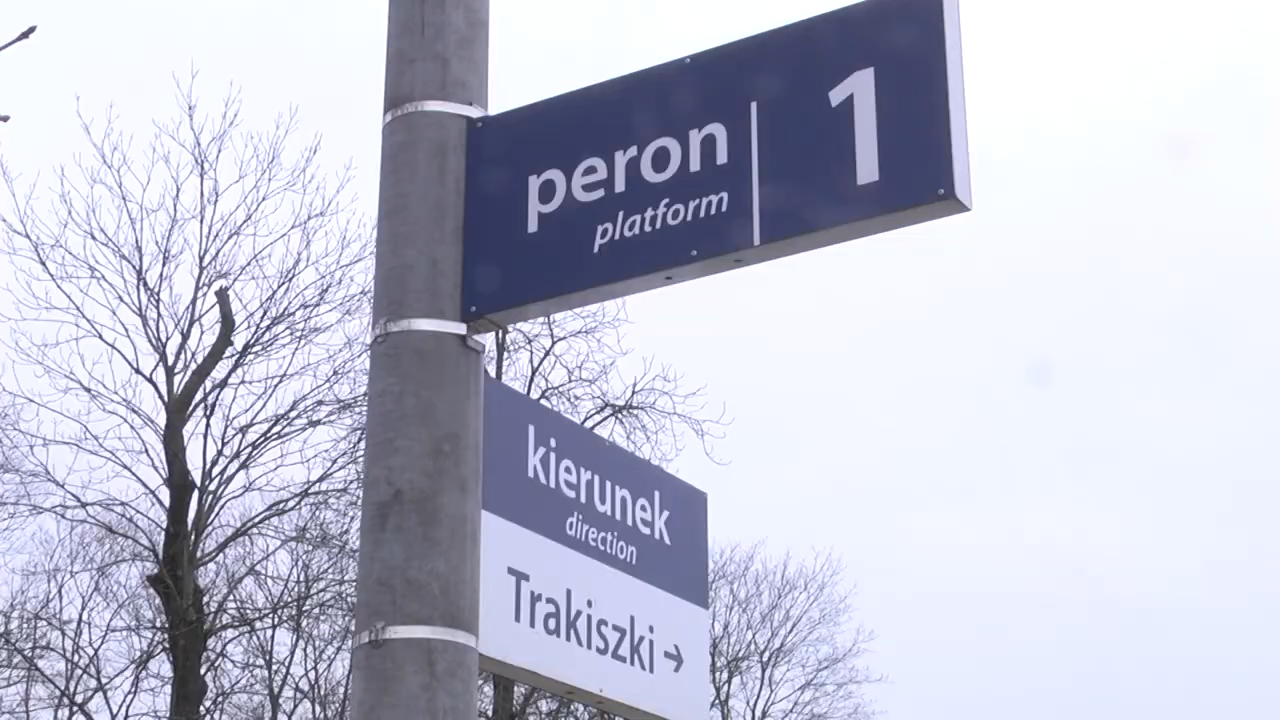 peron
platform
1
kierunek
direction
Trakiszki →